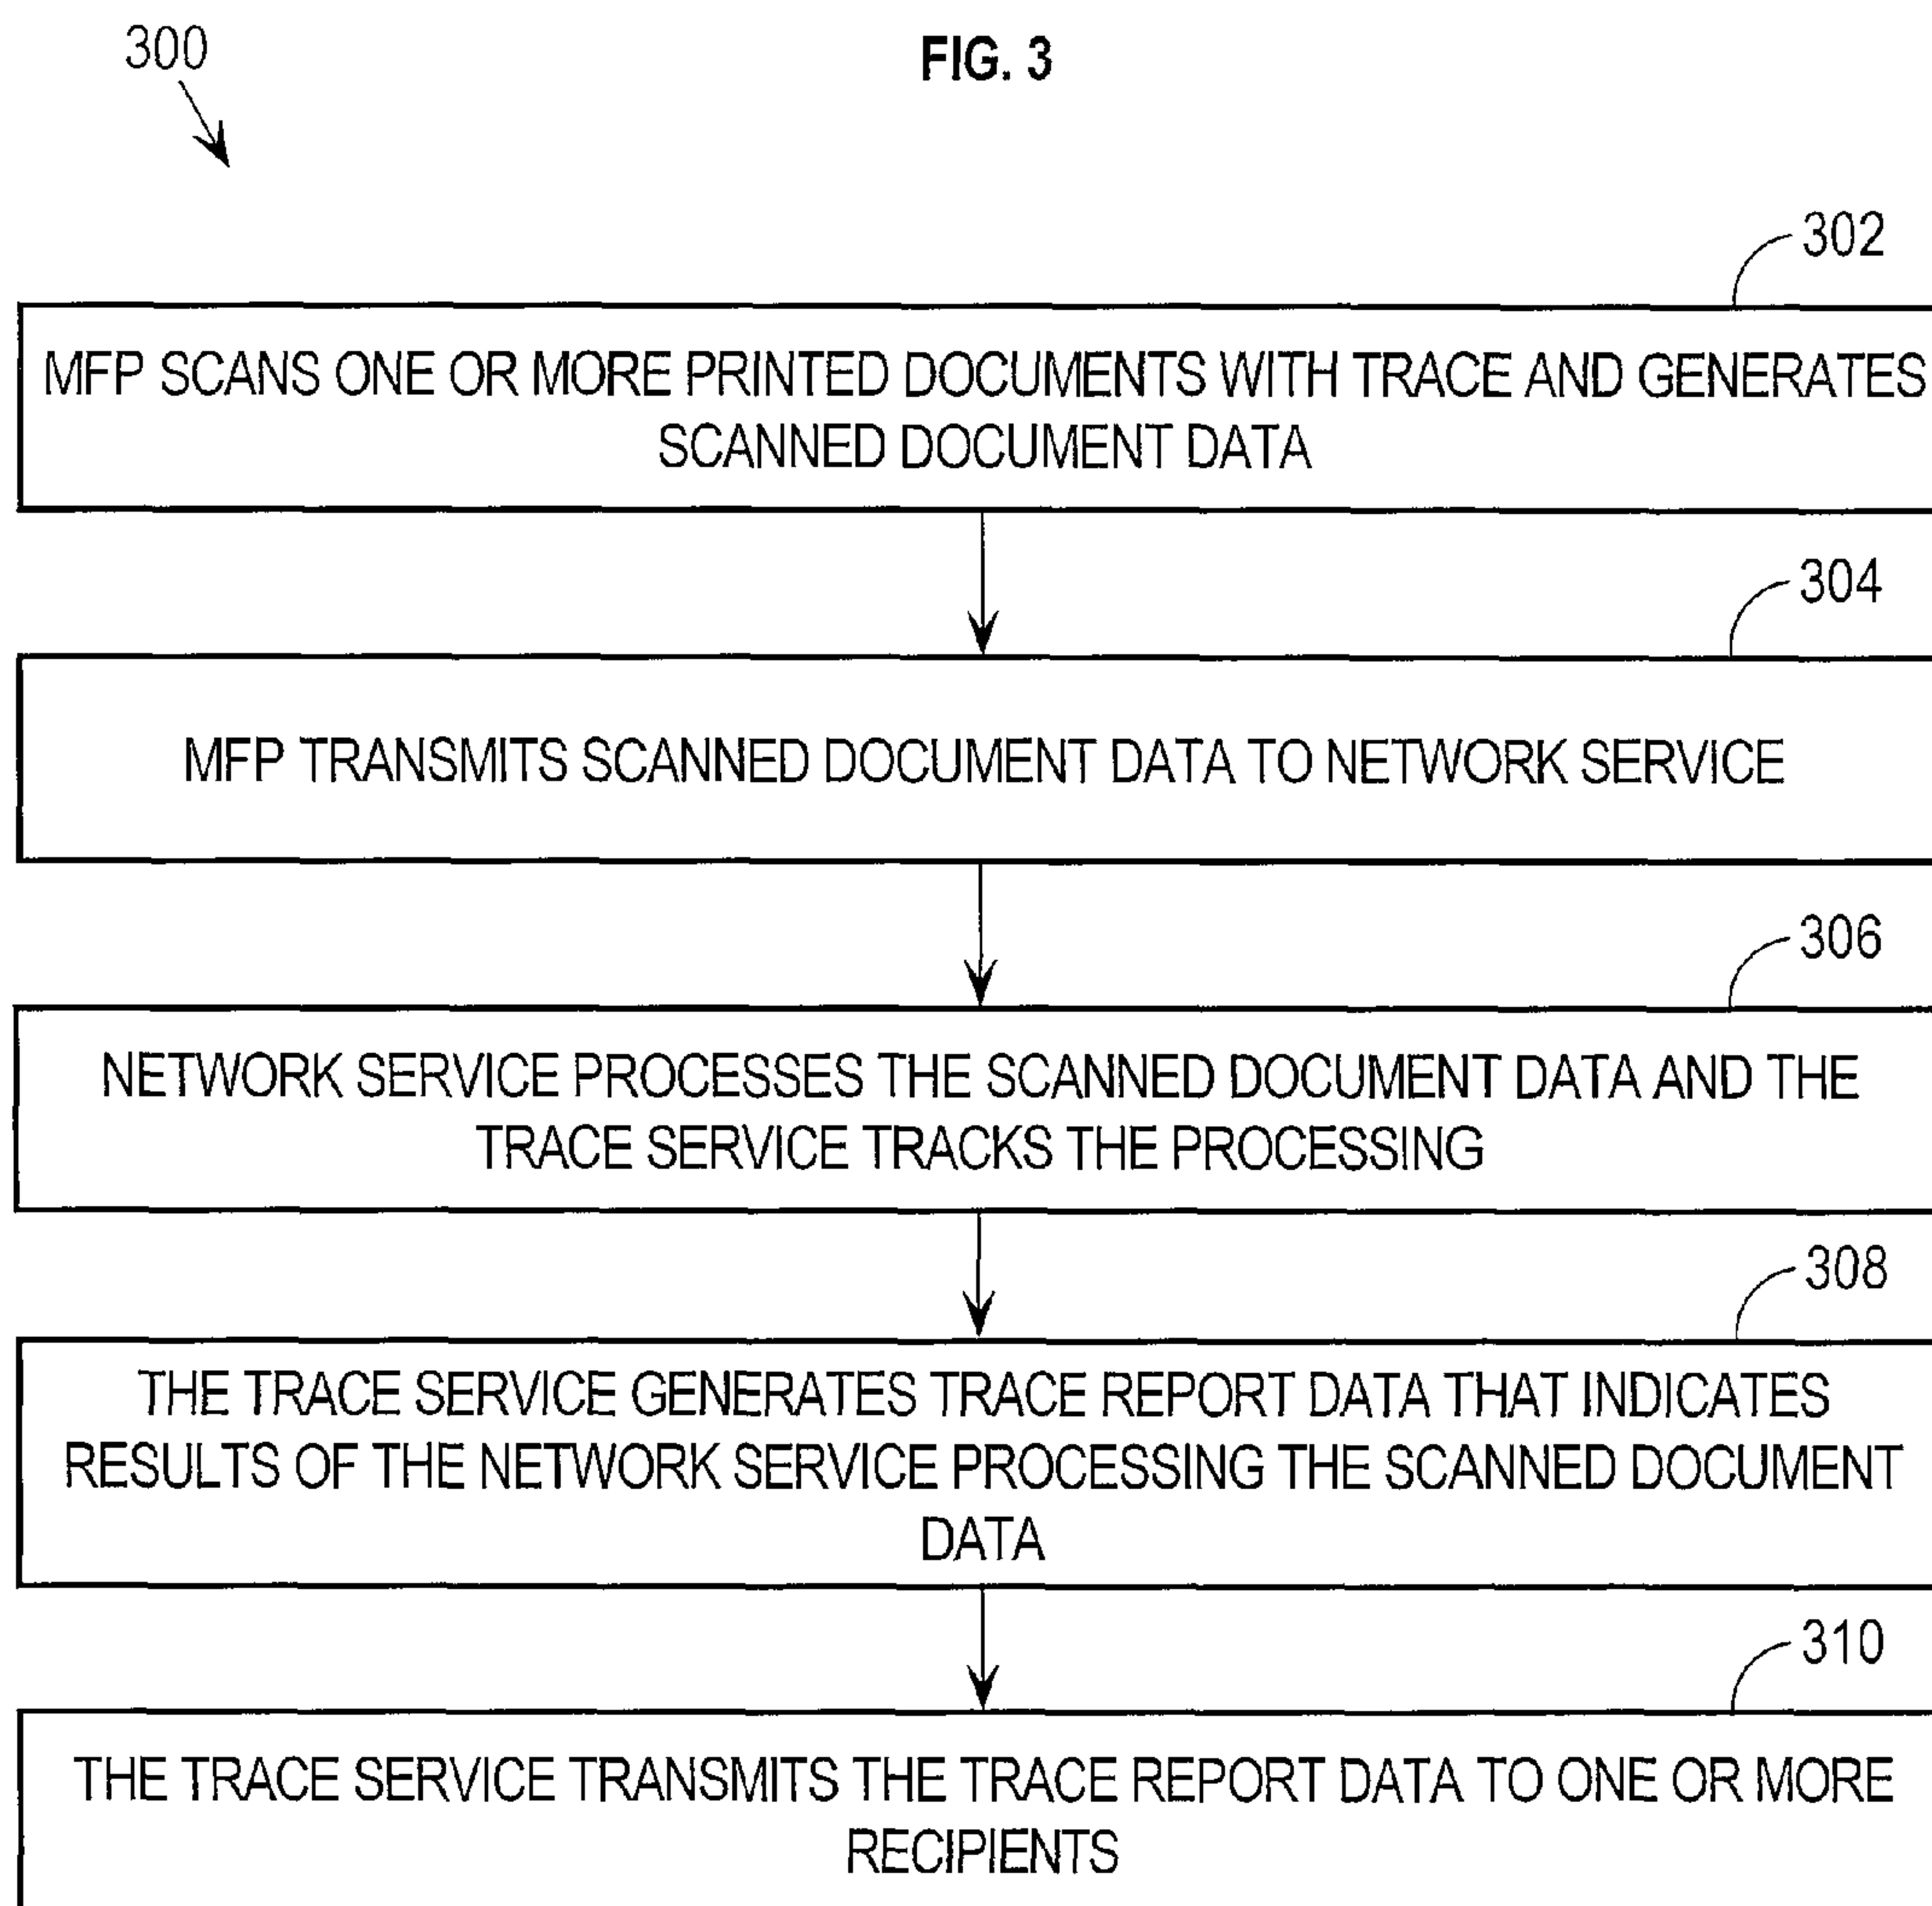 300
FIG. 3
302
MFP SCANS ONE OR MORE PRINTED DOCUMENTS WITH TRACE AND GENERATES
SCANNED DOCUMENT DATA
304
MFP TRANSMITS SCANNED DOCUMENT DATA TO NETWORK SERVICE
306
NETWORK SERVICE PROCESSES THE SCANNED DOCUMENT DATA AND THE
TRACE SERVICE TRACKS THE PROCESSING
308
THE TRACE SERVICE GENERATES TRACE REPORT DATA THAT INDICATES
RESULTS OF THE NETWORK SERVICE PROCESSING THE SCANNED DOCUMENT
DATA
310
THE TRACE SERVICE TRANSMITS THE TRACE REPORT DATA TO ONE OR MORE
RECIPIENTS